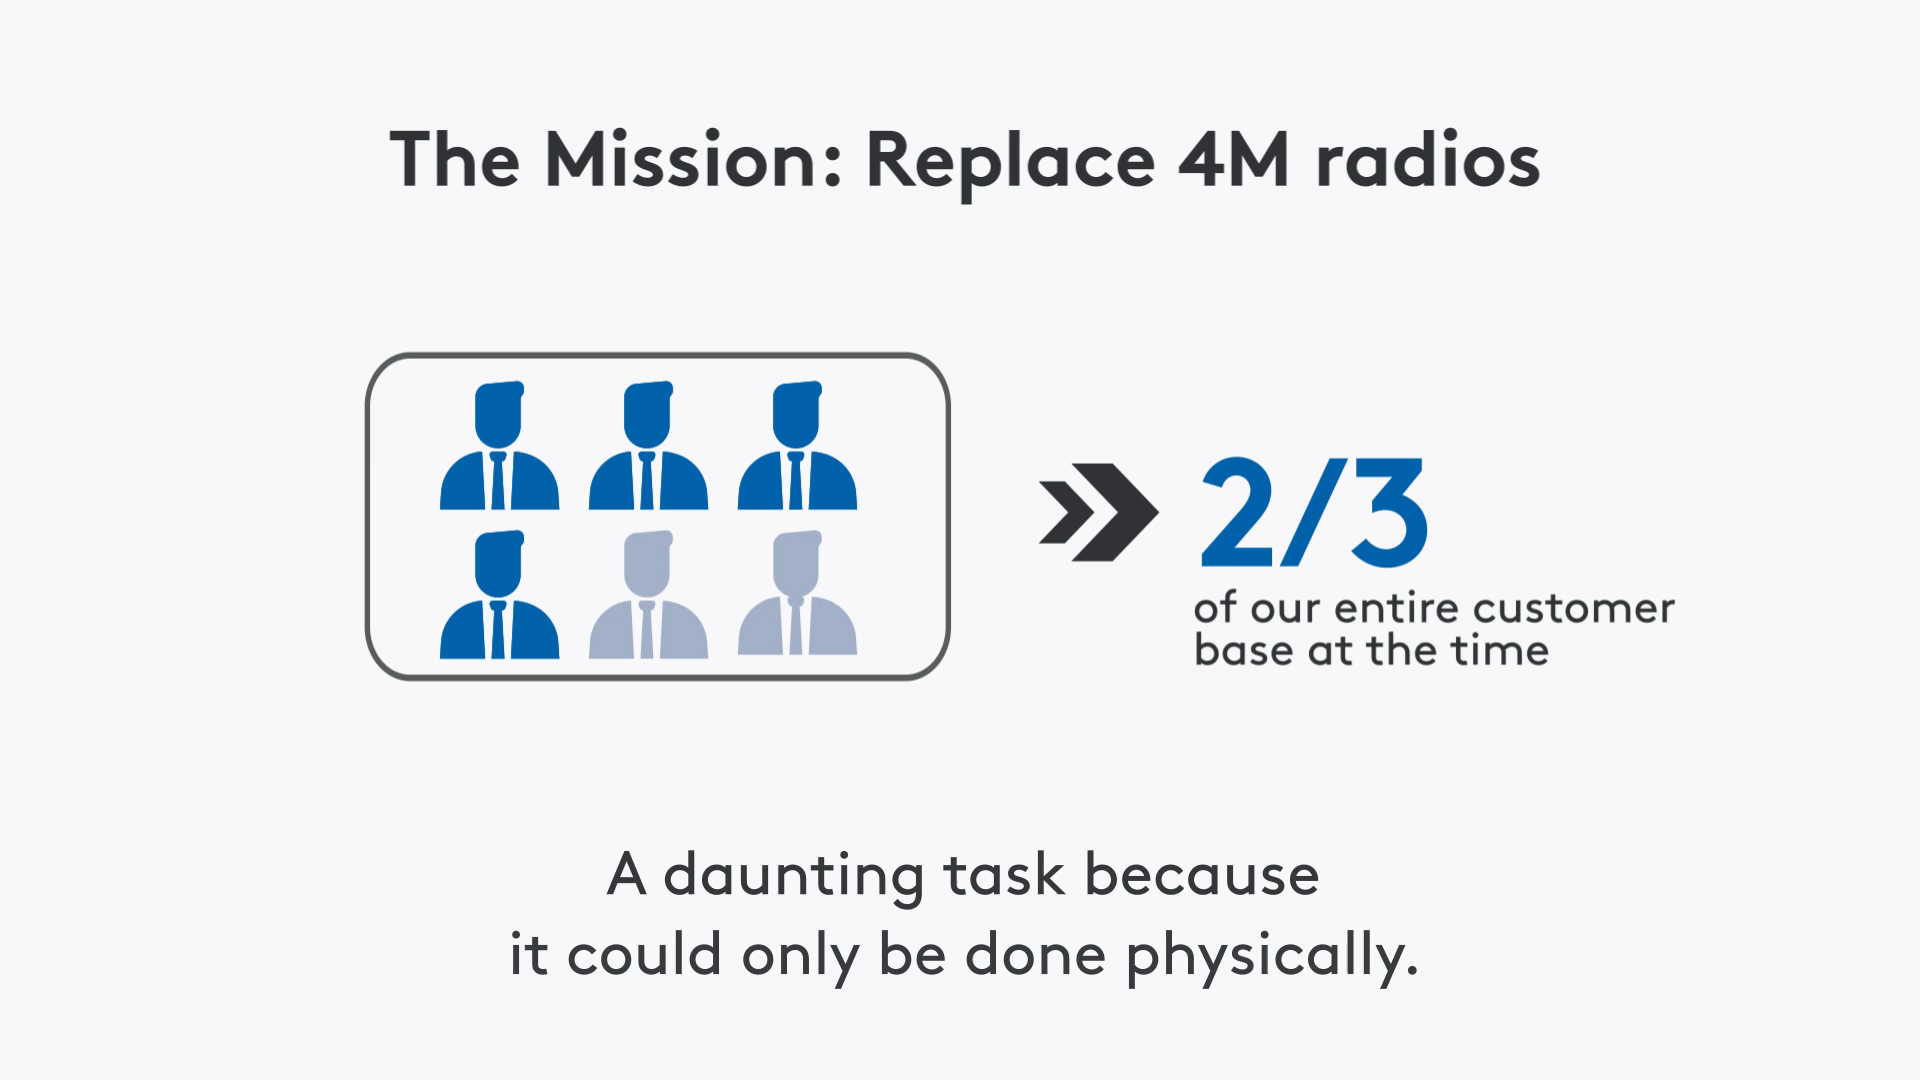 The Mission: Replace 4M radios
2/3
of our entire customer
base at the time
A daunting task because
it could only be done physically.